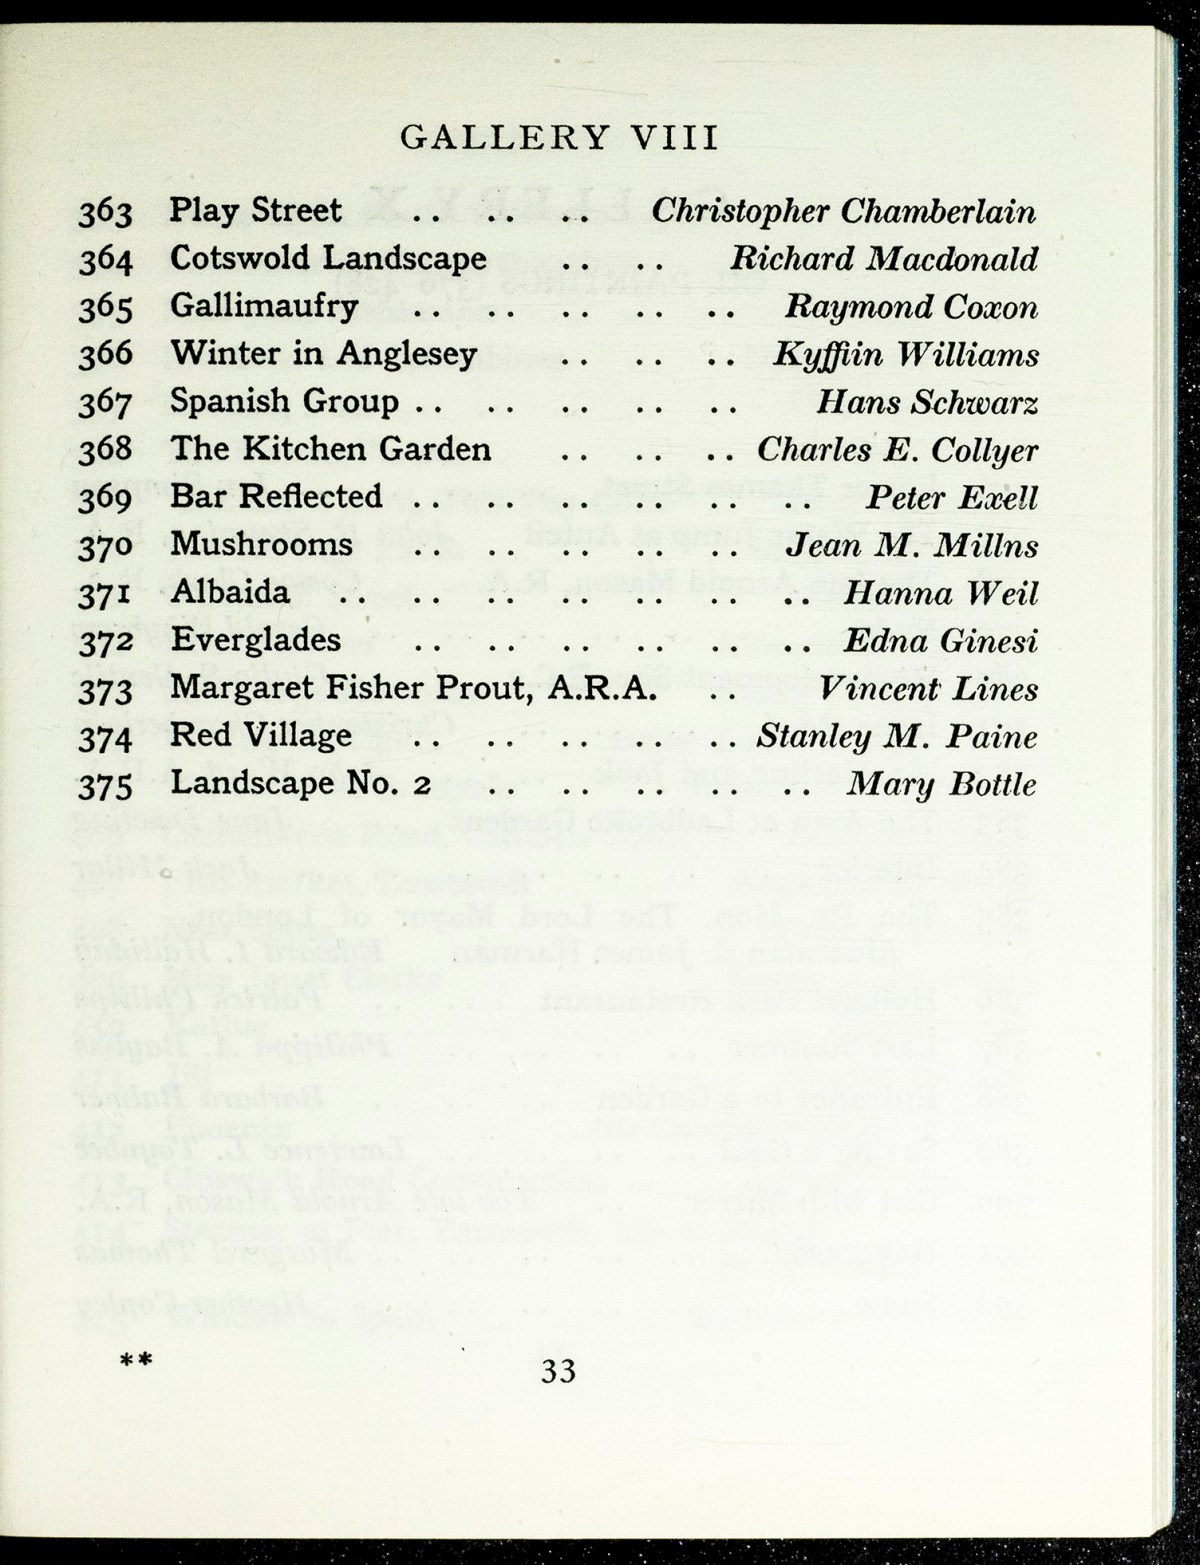 GALLERY VIII
363 Play Street .. .. .. Christopher Chamberlain
364 Cotswold Landscape .. .. Richard Macdonald
365 Gallimaufry .. .. .. .. .. Raymond Coxon
366 Winter in Anglesey .. .. .. Kyffiin Williams
367 Spanish Group .. .. .. .. .. Hans Schwarz
368 The Kitchen Garden .. .. .. Charles E. Collyer
369 Bar Reflected .. .. .. .. .. .. Peter Exell
370 Mushrooms .. .. .. .. .. Jean M. Millns
371 Albaida .. .. .. .. .. .. .. Hanna Weil
372 Everglades .. .. .. .. .. .. Edna Ginesi
373 Margaret Fisher Prout, A.R.A. .. Vincent Lines
374 Red Village .. .. .. .. .. Stanley M. Paine
375 Landscape No. 2 .. .. .. .. .. Mary Bottle
** 33